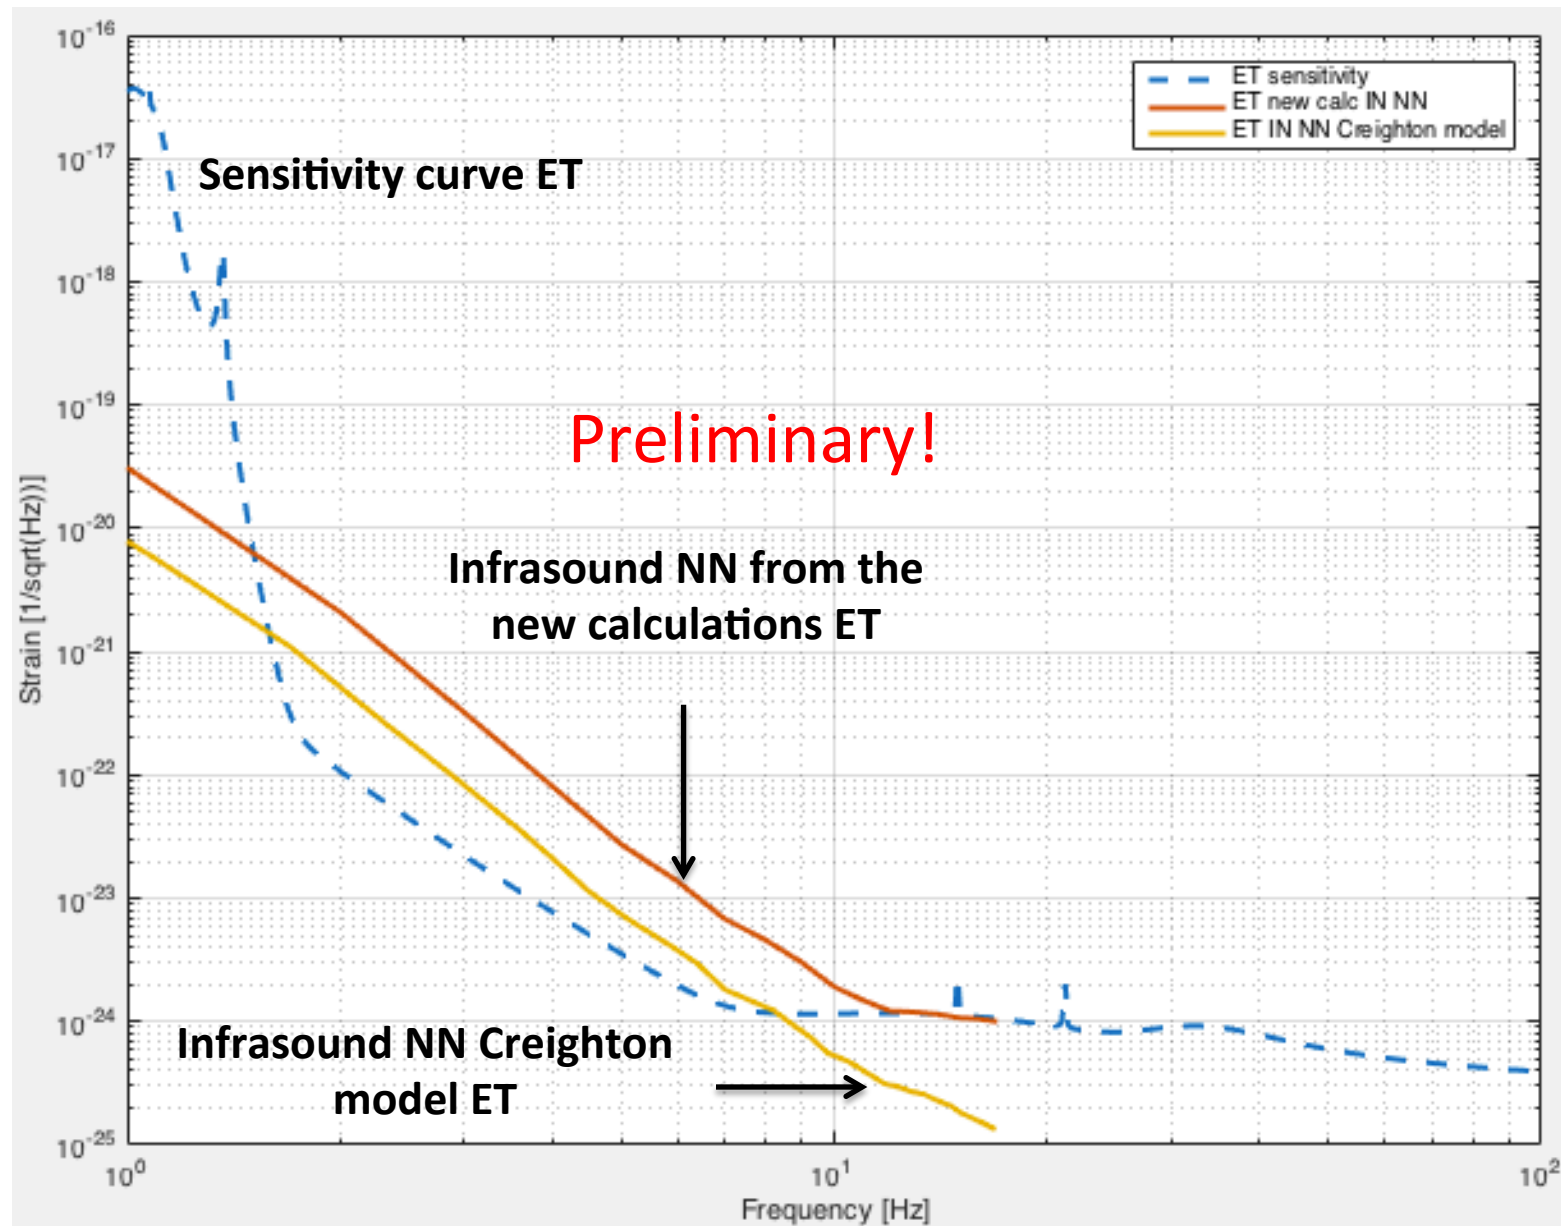 10^-16
10^-17
10^-18
10^-19
10^-20
10^-21
10^-22
10^-23
10^-24
10^-25
Strain [1/sqrt(Hz))]
ET sensitivity
ET new calc IN NN
ET IN NN Creighton model
Sensitivity curve ET
Preliminary!
Infrasound NN from the
new calculations ET
Infrasound NN Creighton
model ET
10^0
10^1
10^2
Frequency [Hz]